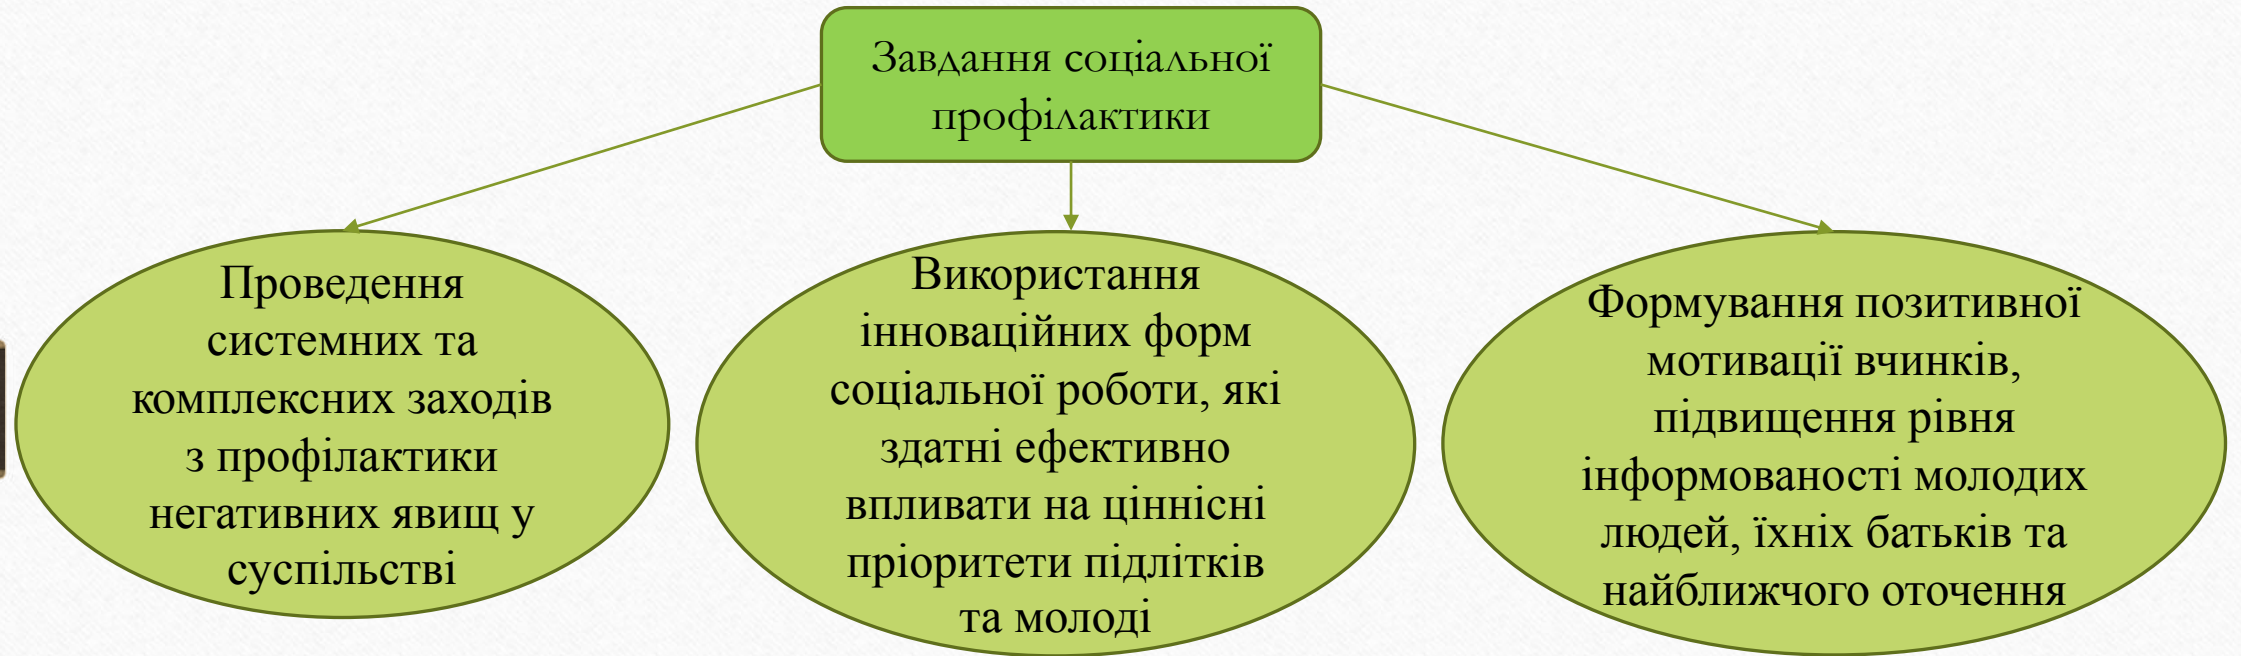 Завдання соціальної
профілактики
Проведення
системних та
комплексних заходів
з профілактики
негативних явищ у
суспільстві
Використання
інноваційних форм
соціальної роботи, які
здатні ефективно
впливати на ціннісні
пріоритети підлітків
та молоді
Формування позитивної
мотивації вчинків,
підвищення рівня
інформованості молодих
людей, їхніх батьків та
найближчого оточення